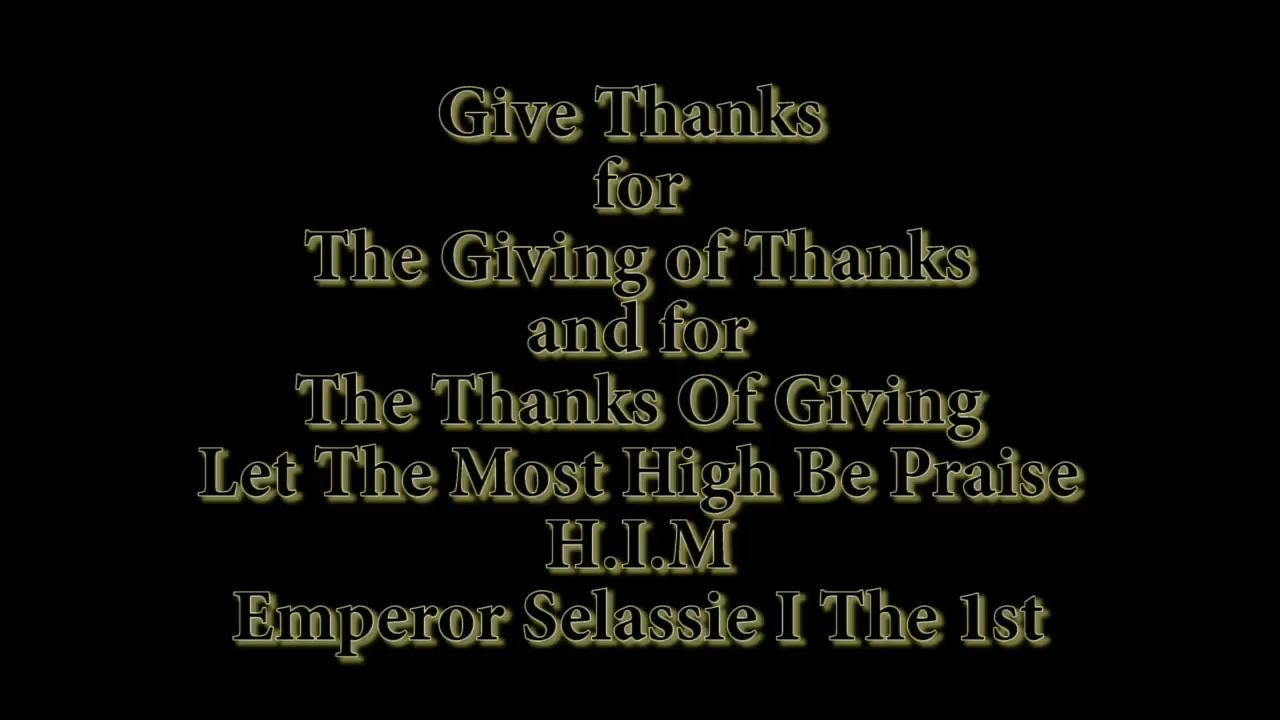 Give Thanks
for
The Giving of Thanks
and for
The Thanks Of Giving
Let The Most High Be Praise
H.I.M
Emperor Selassie I The 1st